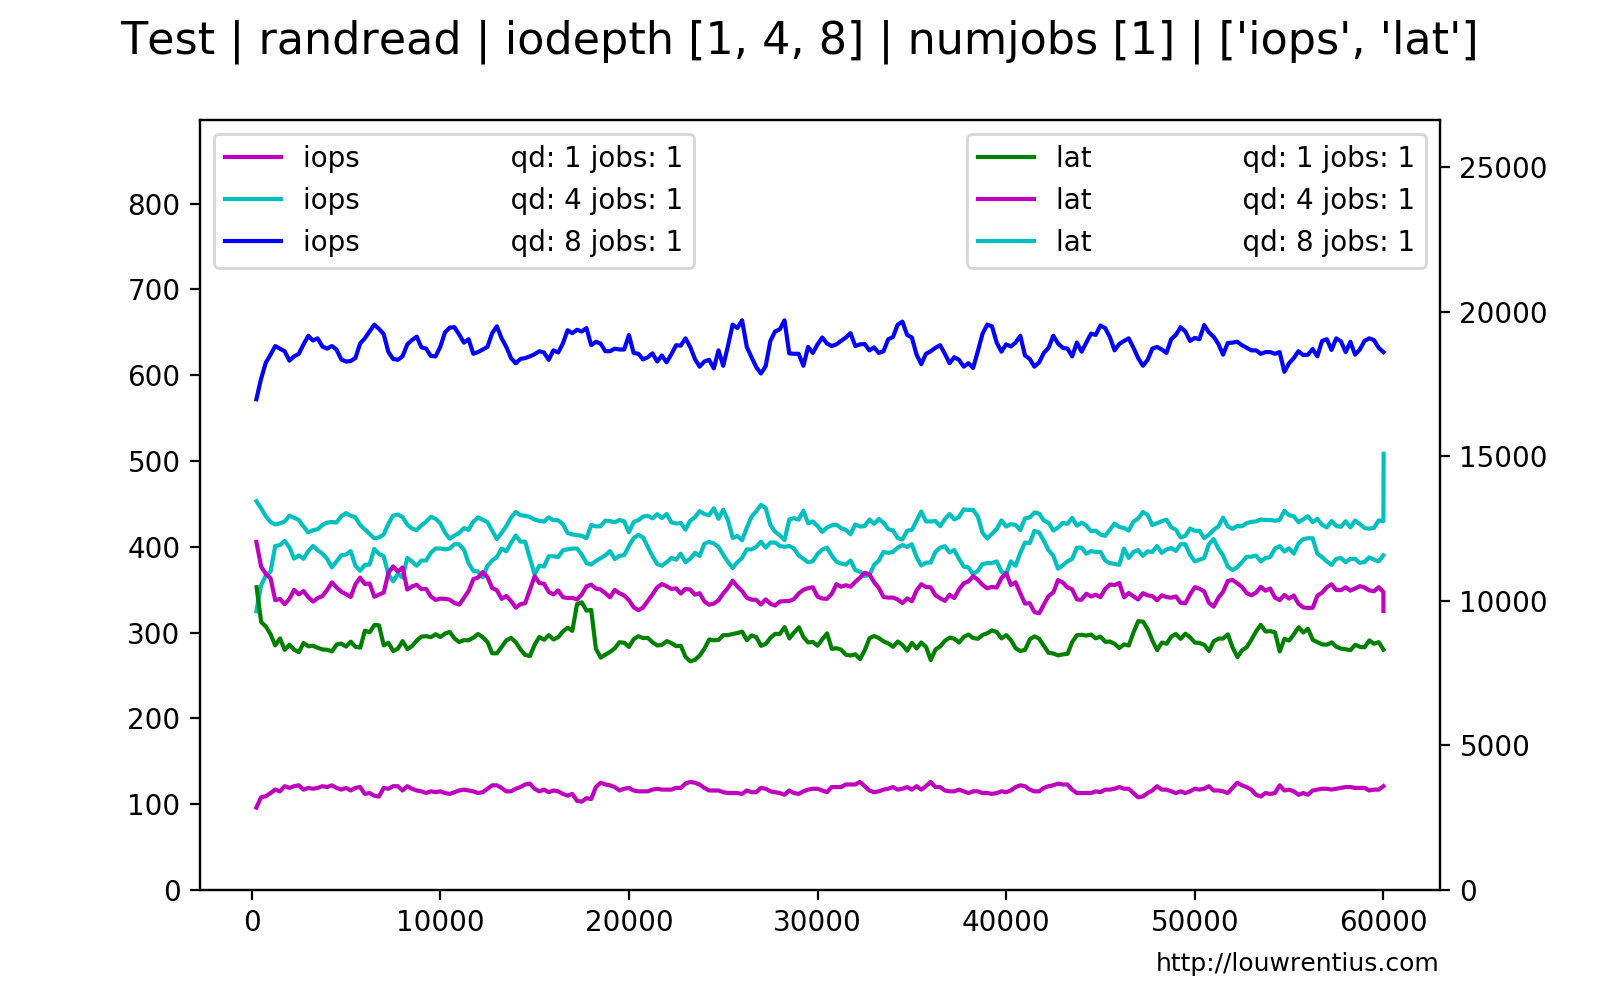 Test | randread | iodepth [1, 4, 8] | numjobs [1] | ['iops', 'lat']
iops qd: 1 jobs: 1
iops qd: 4 jobs: 1
iops qd: 8 jobs: 1
lat qd: 1 jobs: 1
lat qd: 4 jobs: 1
lat qd: 8 jobs: 1
800
700
600
500
400
300
200
100
0
25000
20000
15000
10000
5000
0
0 10000 20000 30000 40000 50000 60000
http://louwrentius.com